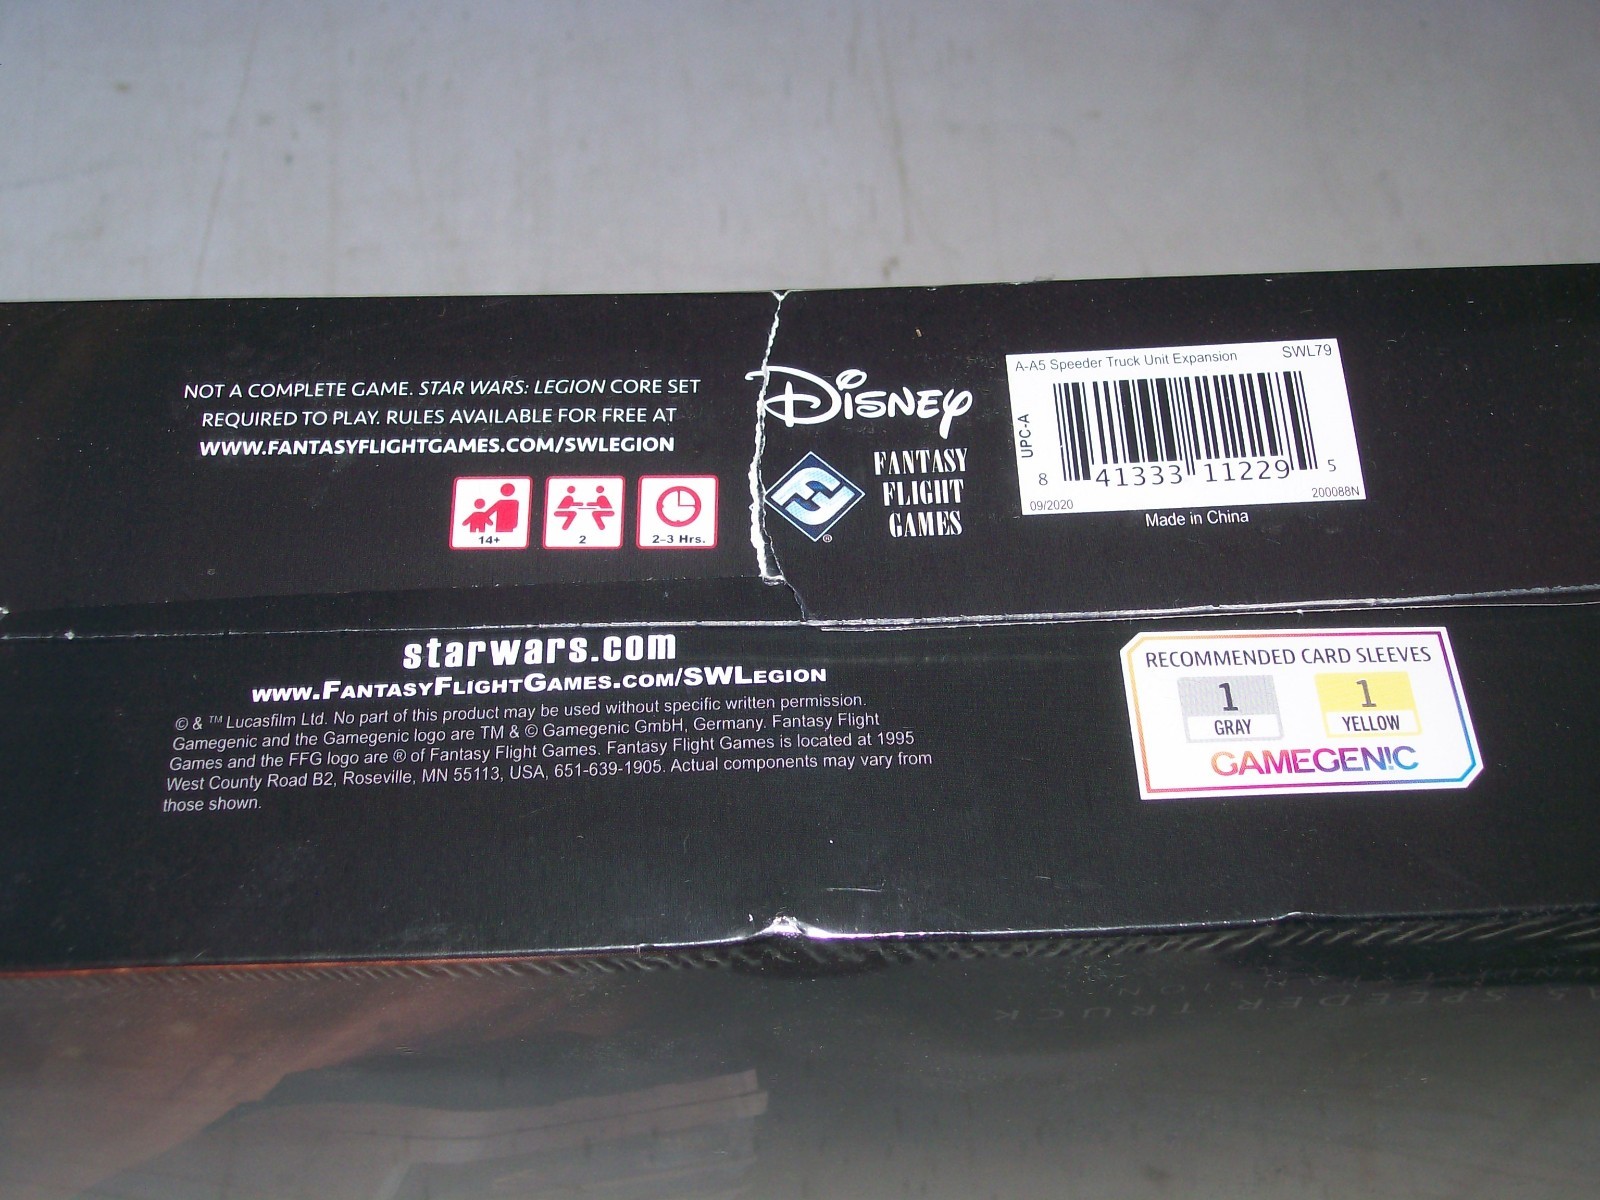 NOT A COMPLETE GAME. STAR WARS: LEGION CORE SET
REQUIRED TO PLAY. RULES AVAILABLE FOR FREE AT
WWW.FANTASYFLIGHTGAMES.COM/SWLEGION
14+
2
2-3 Hrs.
DISNEY
FANTASY
FLIGHT
GAMES
®
A-A5 Speeder Truck Unit Expansion SWL79
UPC-A
8 41333 11229 5
09/2020 200088N
Made in China
starwars.com
www.FantasyFlightGames.com/SWLegion
© & ™ Lucasfilm Ltd. No part of this product may be used without specific written permission.
Gamegenic and the Gamegenic logo are TM & © Gamegenic GmbH, Germany. Fantasy Flight
Games and the FFG logo are ® of Fantasy Flight Games. Fantasy Flight Games is located at 1995
West County Road B2, Roseville, MN 55113, USA, 651-639-1905. Actual components may vary from
those shown.
RECOMMENDED CARD SLEEVES
1 1
GRAY YELLOW
GAMEGEN!C
SPEEDER TRUCK